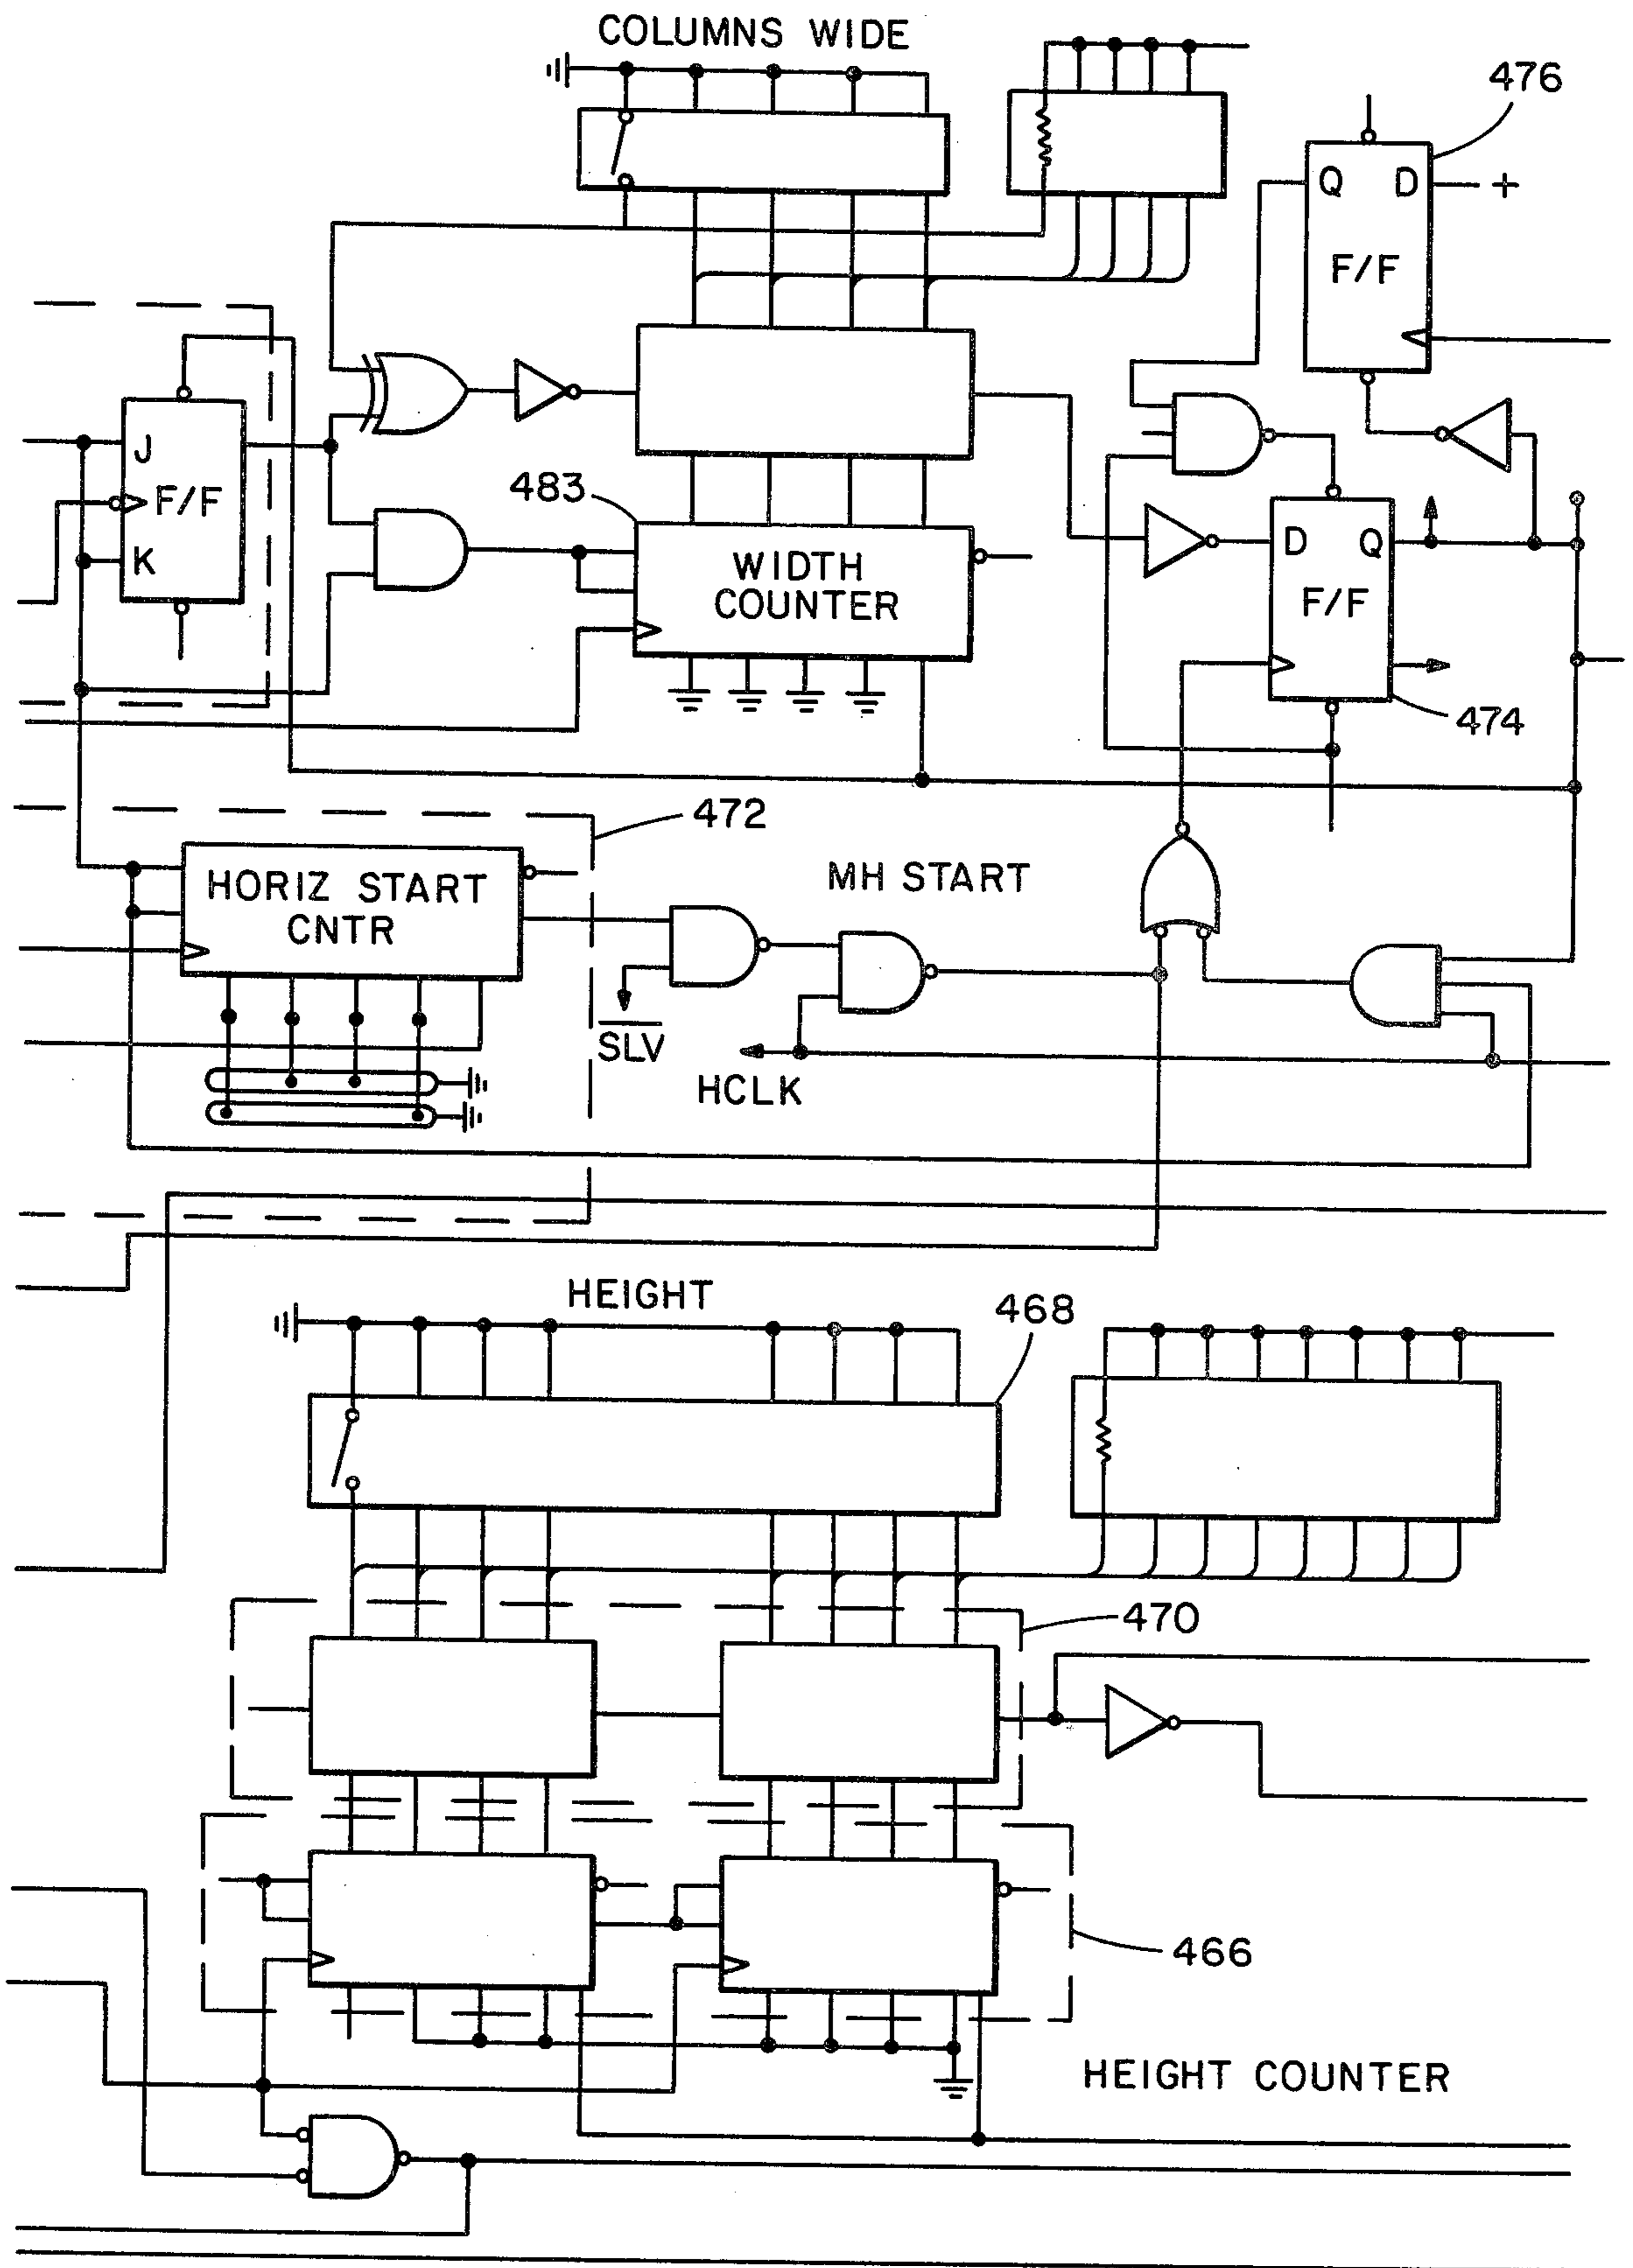 COLUMNS WIDE
476
Q D +
F/F
J
F/F
K
483
WIDTH
COUNTER
D Q
F/F
474
472
HORIZ START
CNTR
MH START
SLV
HCLK
HEIGHT
468
470
466
HEIGHT COUNTER